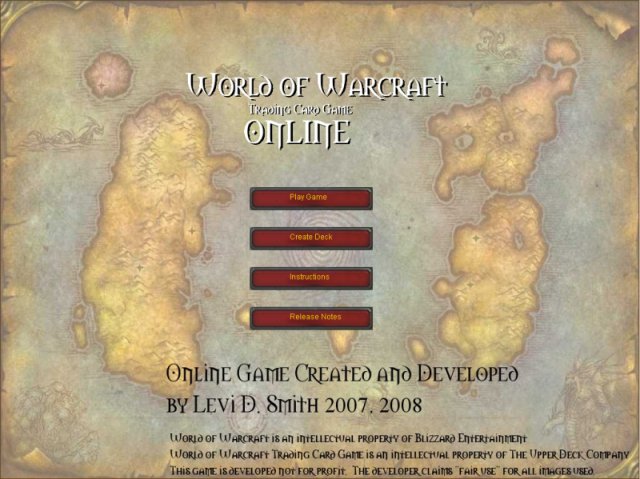 World of Warcraft
Trading Card Game
ONLINE
Play Game
Create Deck
Instructions
Release Notes
Online Game Created and Developed
by Levi D. Smith 2007, 2008
World of Warcraft is an intellectual property of Blizzard Entertainment
World of Warcraft Trading Card Game is an intellectual property of The Upper Deck Company
This game is developed not for profit. The developer claims "fair use" for all images used.